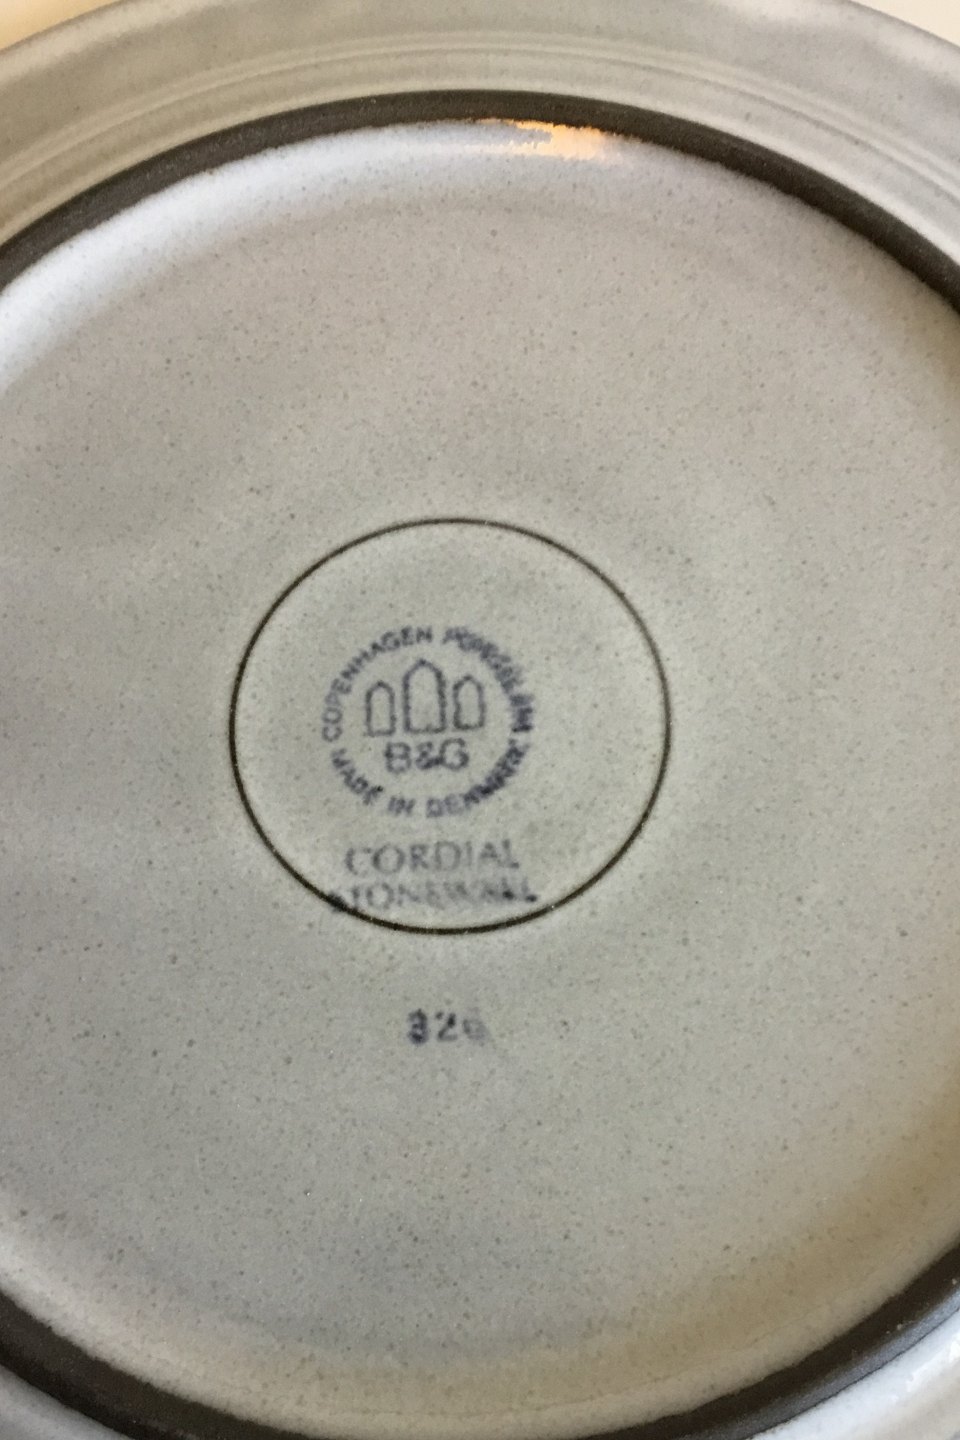 COPENHAGEN PORCELAIN
B&G
MADE IN DENMARK
CORDIAL
STONEWARE
326